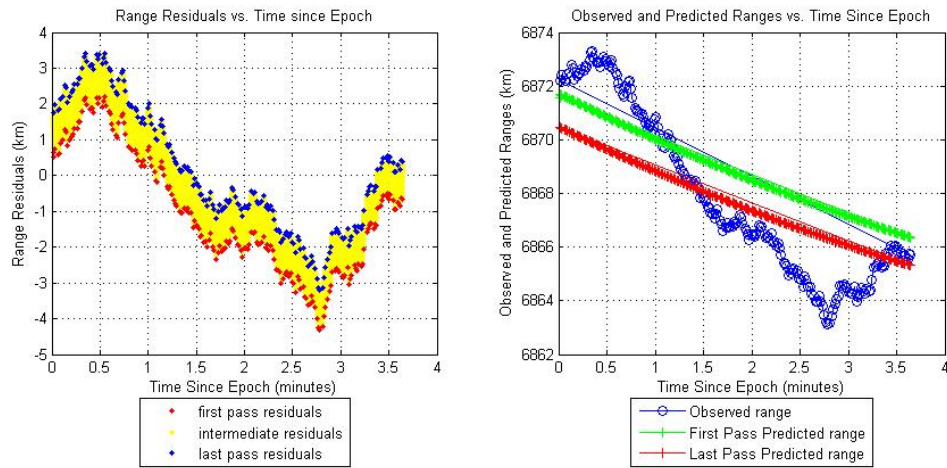 Range Residuals vs. Time since Epoch
4
3
2
1
0
-1
-2
-3
-4
-5
Range Residuals (km)
0 0.5 1 1.5 2 2.5 3 3.5 4
Time Since Epoch (minutes)
first pass residuals
intermediate residuals
last pass residuals
Observed and Predicted Ranges vs. Time Since Epoch
6874
6872
6870
6868
6866
6864
6862
Observed and Predicted Ranges (km)
0 0.5 1 1.5 2 2.5 3 3.5 4
Time Since Epoch (minutes)
Observed range
First Pass Predicted range
Last Pass Predicted range